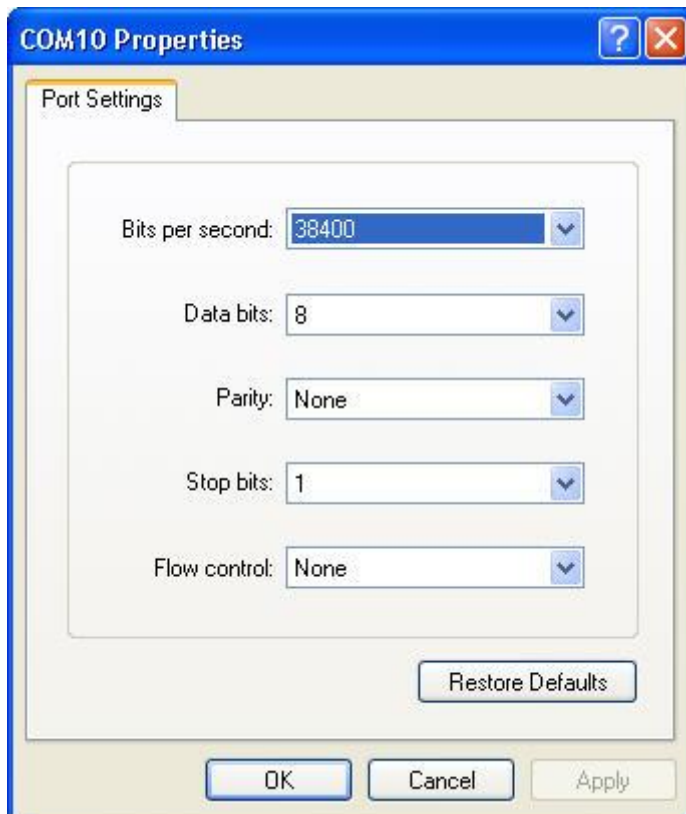 COM10 Properties
Port Settings
Bits per second: 38400
Data bits: 8
Parity: None
Stop bits: 1
Flow control: None
Restore Defaults
OK Cancel Apply